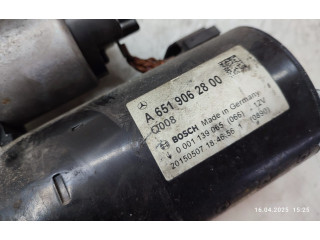 A 651 906 28 00
Q008
BOSCH Made in Germany
0 001 139 065 (066) 12V
20150507 18:46:56 1
16.04.2025 15:25